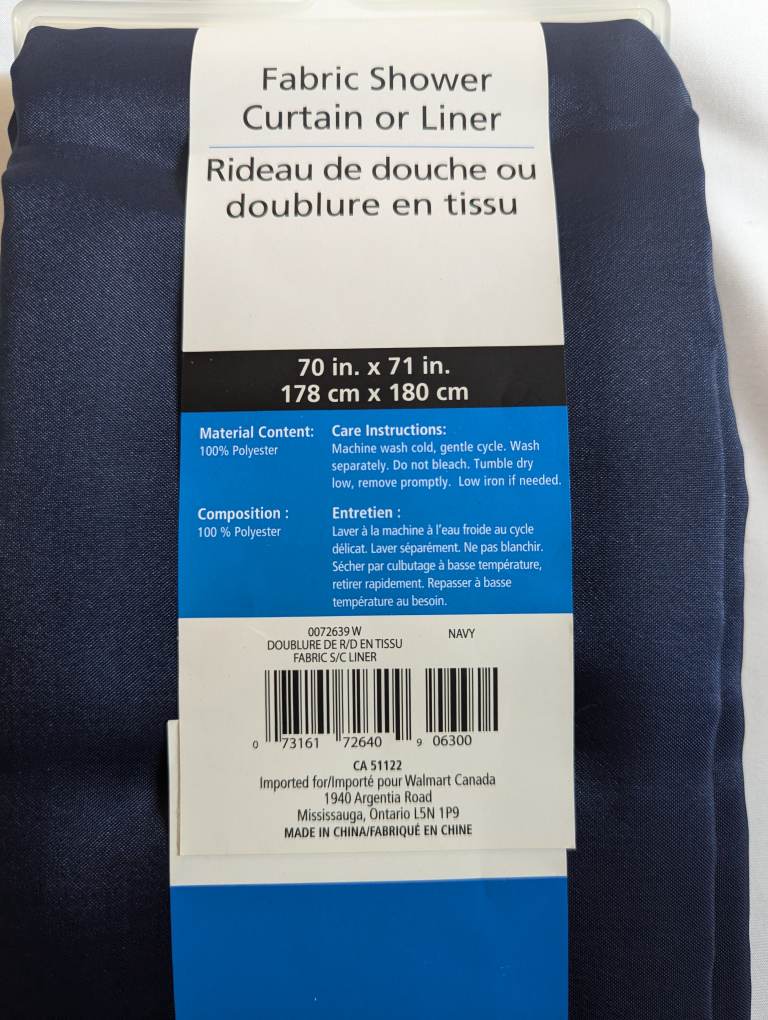 Fabric Shower
Curtain or Liner
Rideau de douche ou
doublure en tissu
70 in. x 71 in.
178 cm x 180 cm
Material Content:
100% Polyester
Care Instructions:
Machine wash cold, gentle cycle. Wash
separately. Do not bleach. Tumble dry
low, remove promptly. Low iron if needed.
Composition :
100 % Polyester
Entretien :
Laver à la machine à l'eau froide au cycle
délicat. Laver séparément. Ne pas blanchir.
Sécher par culbutage à basse température,
retirer rapidement. Repasser à basse
température au besoin.
0072639 W
DOUBLURE DE R/D EN TISSU
FABRIC S/C LINER
NAVY
0 73161 72640 9 06300
CA 51122
Imported for/Importé pour Walmart Canada
1940 Argentia Road
Mississauga, Ontario L5N 1P9
MADE IN CHINA/FABRIQUÉ EN CHINE